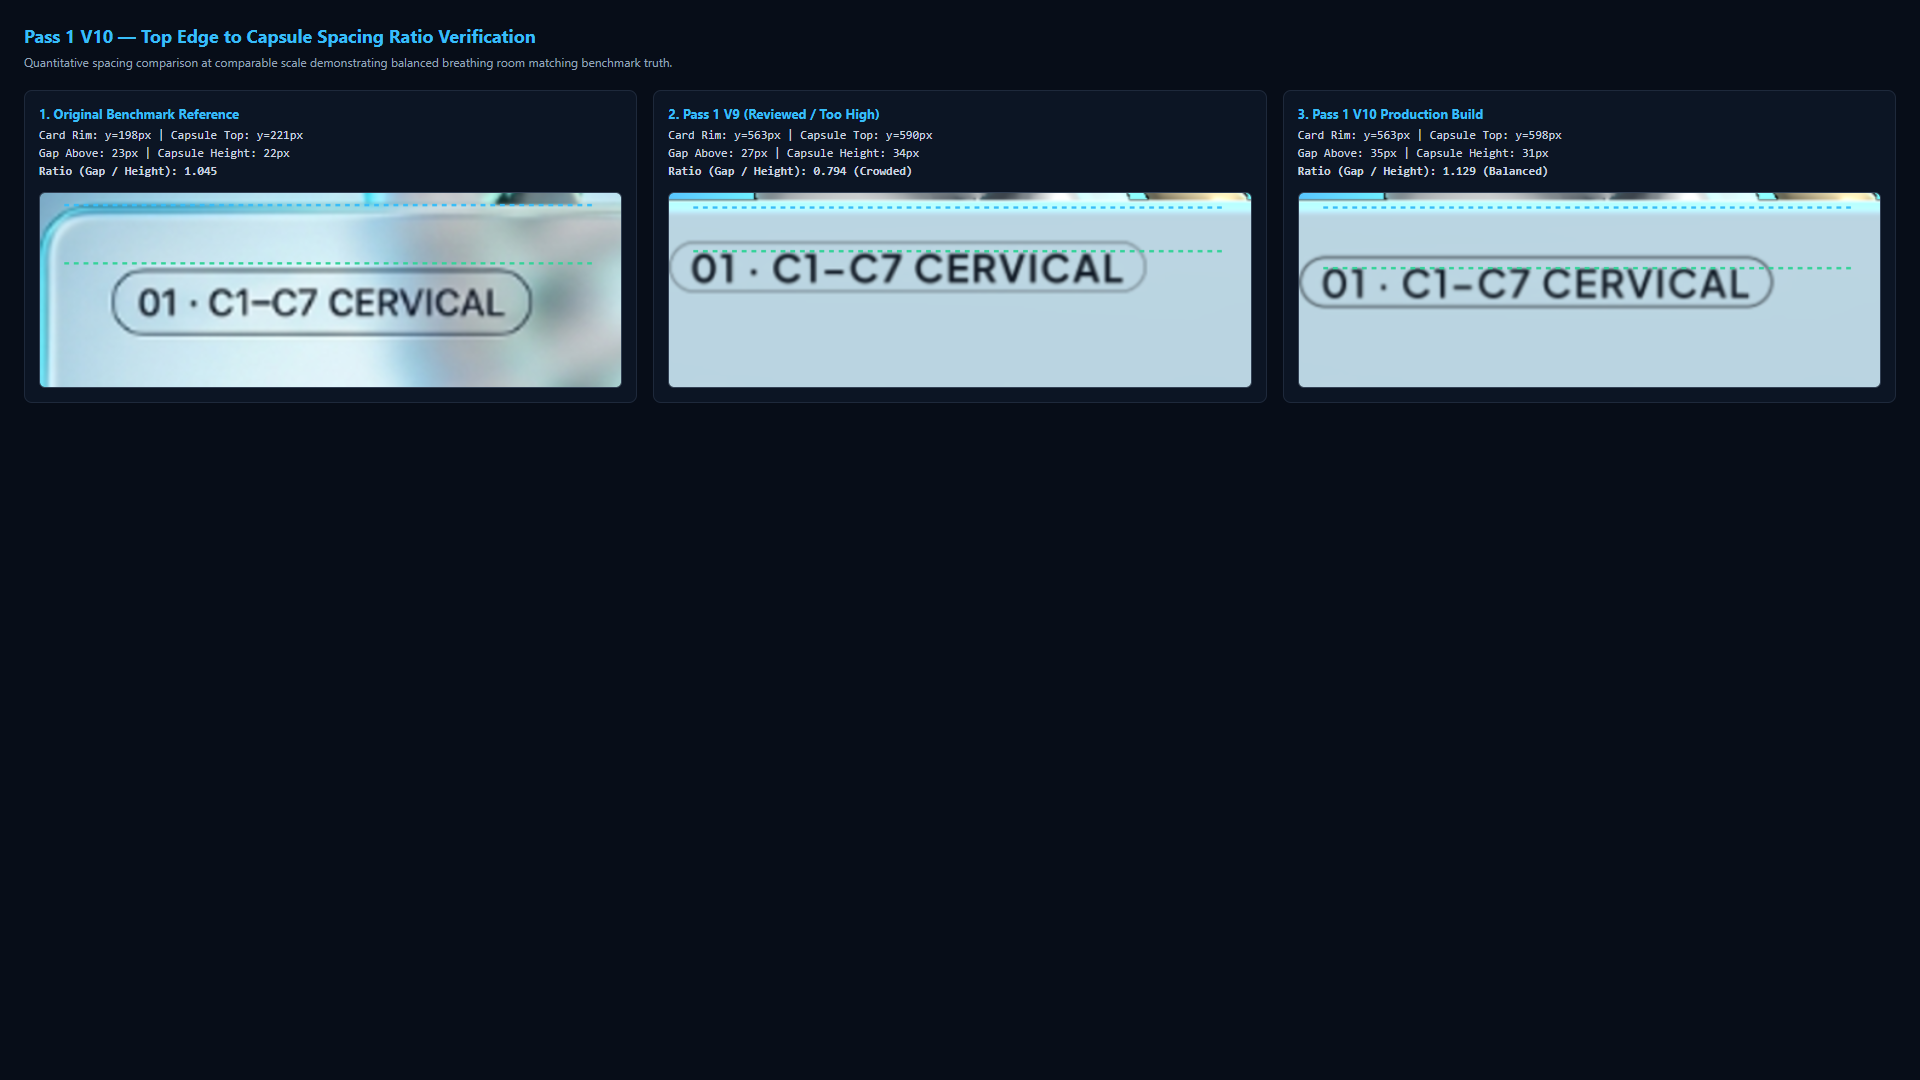 Pass 1 V10 — Top Edge to Capsule Spacing Ratio Verification
Quantitative spacing comparison at comparable scale demonstrating balanced breathing room matching benchmark truth.
1. Original Benchmark Reference
Card Rim: y=198px | Capsule Top: y=221px
Gap Above: 23px | Capsule Height: 22px
Ratio (Gap / Height): 1.045
01 · C1–C7 CERVICAL
2. Pass 1 V9 (Reviewed / Too High)
Card Rim: y=563px | Capsule Top: y=590px
Gap Above: 27px | Capsule Height: 34px
Ratio (Gap / Height): 0.794 (Crowded)
01 · C1–C7 CERVICAL
3. Pass 1 V10 Production Build
Card Rim: y=563px | Capsule Top: y=598px
Gap Above: 35px | Capsule Height: 31px
Ratio (Gap / Height): 1.129 (Balanced)
01 · C1–C7 CERVICAL